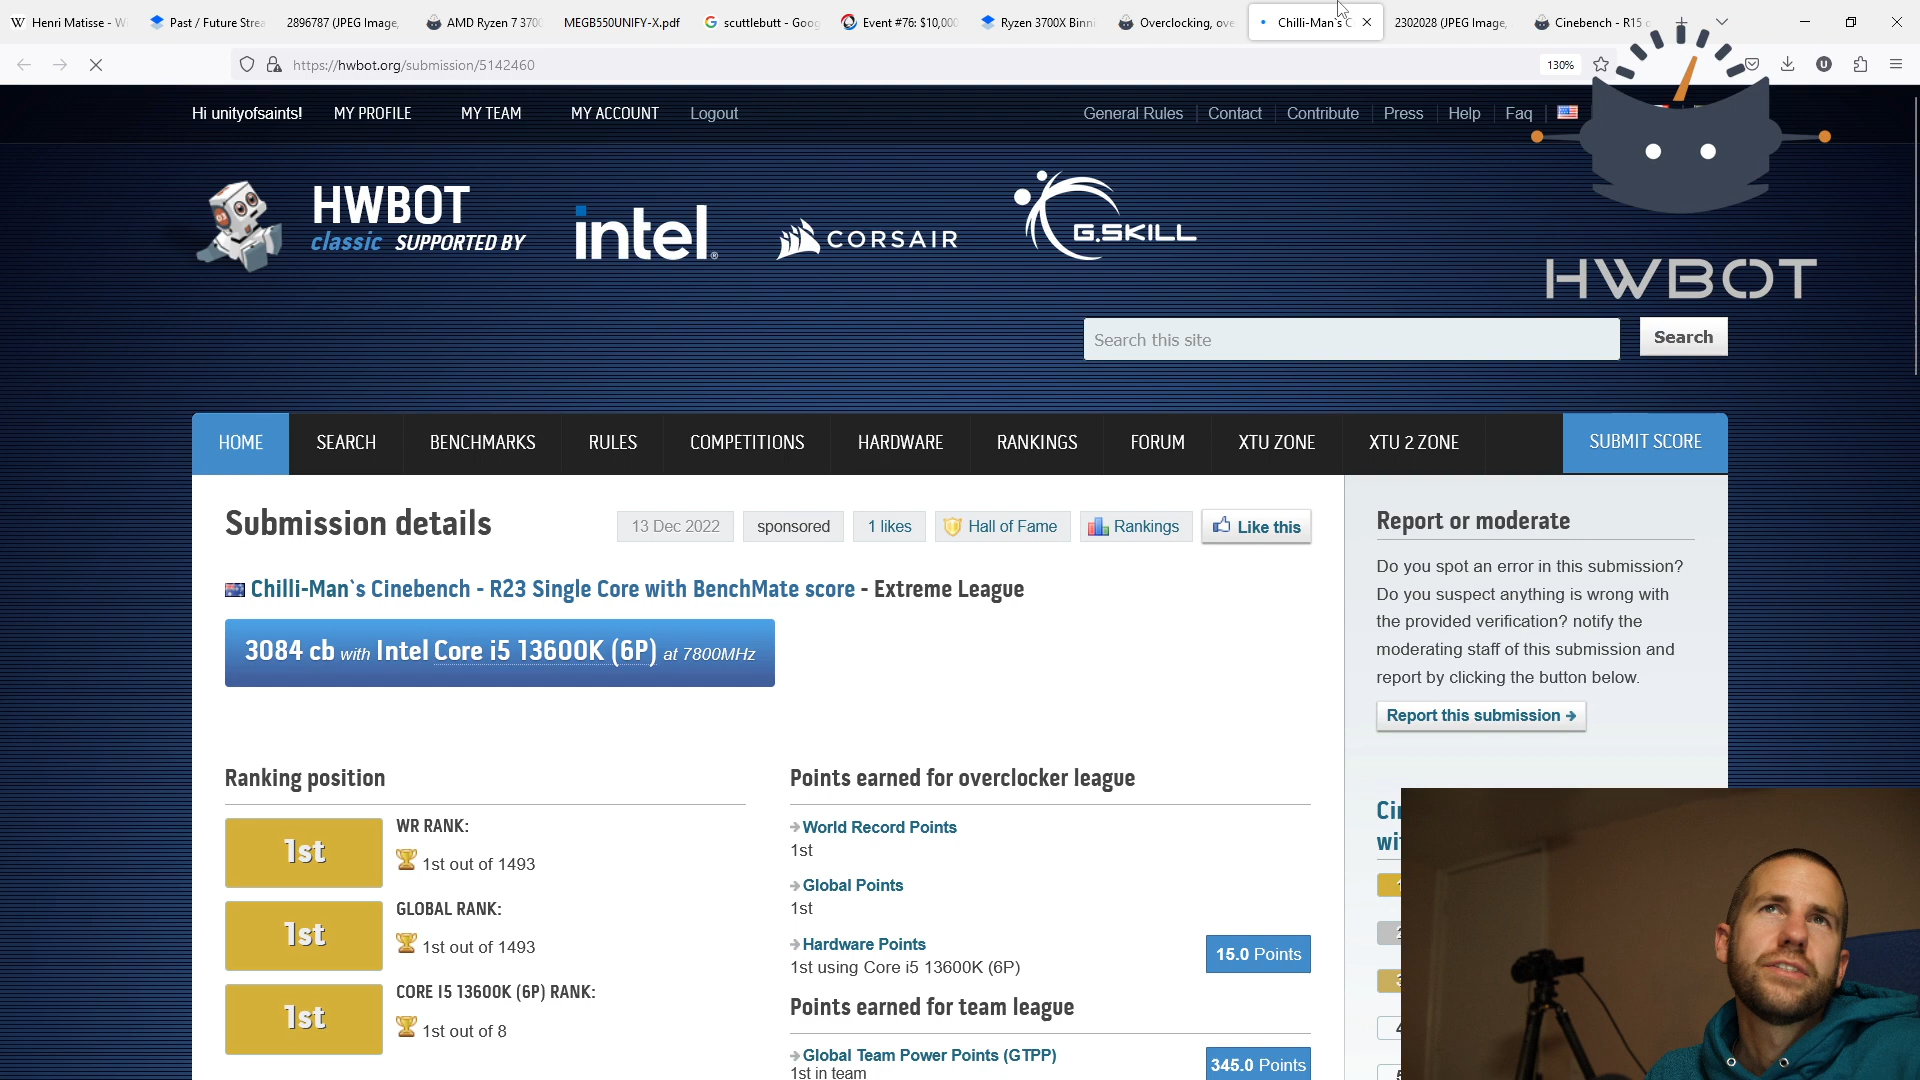 Henri Matisse - Wi
Past / Future Strea
2896787 (JPEG Image,
AMD Ryzen 7 3700
MEGB550UNIFY-X.pdf
scuttlebutt - Goog
Event #76: $10,000
Ryzen 3700X Binni
Overclocking, ove
Chilli-Man`s C
2302028 (JPEG Image,
Cinebench - R15 c
https://hwbot.org/submission/5142460
130%
Hi unityofsaints!
MY PROFILE
MY TEAM
MY ACCOUNT
Logout
General Rules
Contact
Contribute
Press
Help
Faq
HWBOT
classic SUPPORTED BY
intel
CORSAIR
G.SKILL
HWBOT
Search this site
Search
HOME
SEARCH
BENCHMARKS
RULES
COMPETITIONS
HARDWARE
RANKINGS
FORUM
XTU ZONE
XTU 2 ZONE
SUBMIT SCORE
Submission details
13 Dec 2022
sponsored
1 likes
Hall of Fame
Rankings
Like this
Chilli-Man`s Cinebench - R23 Single Core with BenchMate score - Extreme League
3084 cb with Intel Core i5 13600K (6P) at 7800MHz
Ranking position
1st
WR RANK:
1st out of 1493
1st
GLOBAL RANK:
1st out of 1493
1st
CORE I5 13600K (6P) RANK:
1st out of 8
Points earned for overclocker league
World Record Points
1st
Global Points
1st
Hardware Points
1st using Core i5 13600K (6P)
15.0 Points
Points earned for team league
Global Team Power Points (GTPP)
1st in team
345.0 Points
Report or moderate
Do you spot an error in this submission?
Do you suspect anything is wrong with
the provided verification? notify the
moderating staff of this submission and
report by clicking the button below.
Report this submission